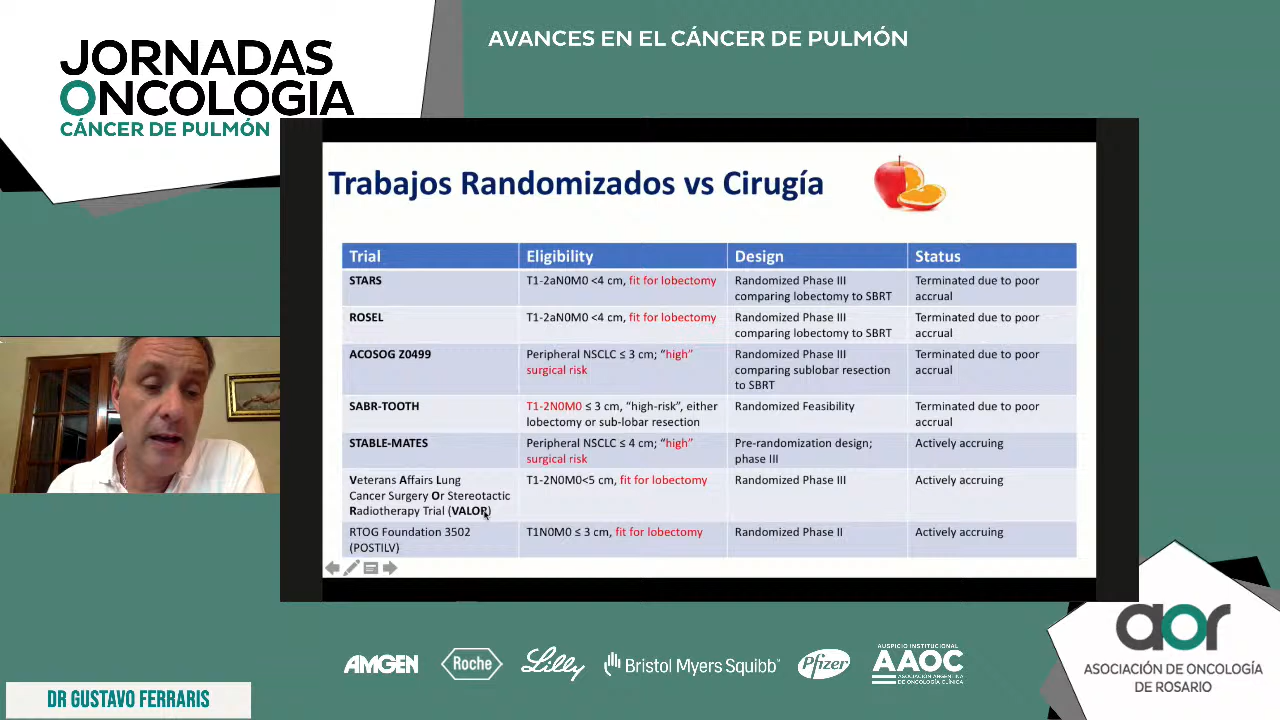 AVANCES EN EL CÁNCER DE PULMÓN
JORNADAS
ONCOLOGIA
CÁNCER DE PULMÓN
Trabajos Randomizados vs Cirugía
Trial Eligibility Design Status
STARS T1-2aN0M0 <4 cm, fit for lobectomy Randomized Phase III Terminated due to poor
comparing lobectomy to SBRT accrual
ROSEL T1-2aN0M0 <4 cm, fit for lobectomy Randomized Phase III Terminated due to poor
comparing lobectomy to SBRT accrual
ACOSOG Z0499 Peripheral NSCLC ≤ 3 cm; “high” Randomized Phase III Terminated due to poor
surgical risk comparing sublobar resection accrual
to SBRT
SABR-TOOTH T1-2N0M0 ≤ 3 cm, “high-risk”, either Randomized Feasibility Terminated due to poor
lobectomy or sub-lobar resection accrual
STABLE-MATES Peripheral NSCLC ≤ 4 cm; “high” Pre-randomization design; Actively accruing
surgical risk phase III
Veterans Affairs Lung T1-2N0M0<5 cm, fit for lobectomy Randomized Phase III Actively accruing
Cancer Surgery Or Stereotactic
Radiotherapy Trial (VALOR)
RTOG Foundation 3502 T1N0M0 ≤ 3 cm, fit for lobectomy Randomized Phase II Actively accruing
(POSTILV)
AMGEN Roche Lilly Bristol Myers Squibb Pfizer
AUSPICIO INSTITUCIONAL
AAOC
ASOCIACIÓN ARGENTINA
DE ONCOLOGÍA CLÍNICA
aor
ASOCIACIÓN DE ONCOLOGÍA
DE ROSARIO
DR GUSTAVO FERRARIS